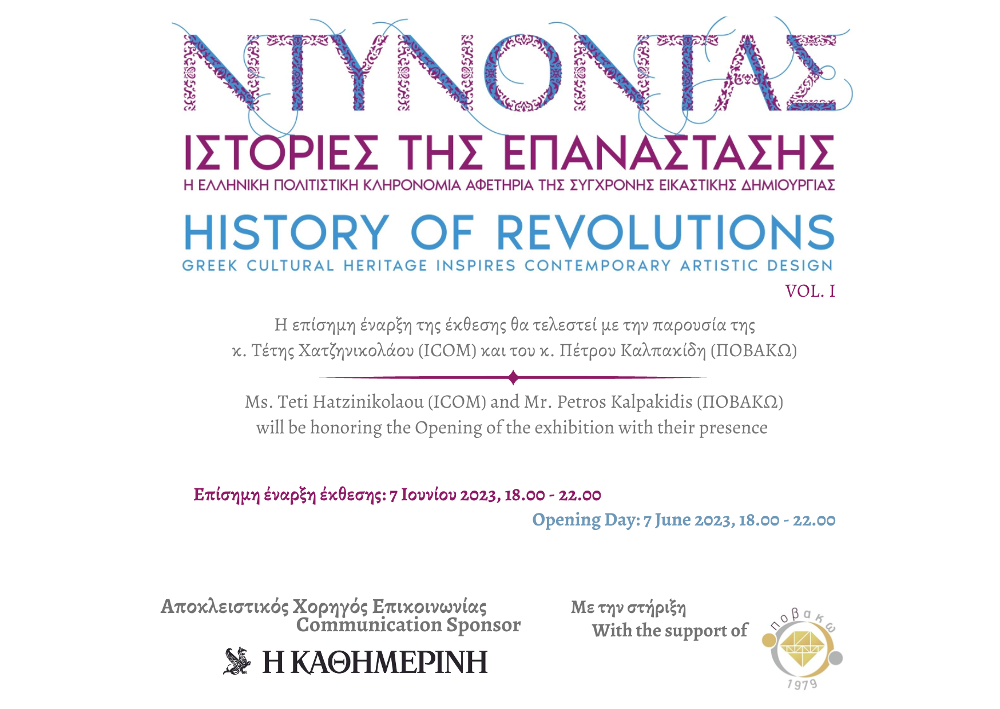 ΝΤΥΝΟΝΤΑΣ
ΙΣΤΟΡΙΕΣ ΤΗΣ ΕΠΑΝΑΣΤΑΣΗΣ
Η ΕΛΛΗΝΙΚΗ ΠΟΛΙΤΙΣΤΙΚΗ ΚΛΗΡΟΝΟΜΙΑ ΑΦΕΤΗΡΙΑ ΤΗΣ ΣΥΓΧΡΟΝΗΣ ΕΙΚΑΣΤΙΚΗΣ ΔΗΜΙΟΥΡΓΙΑΣ
HISTORY OF REVOLUTIONS
GREEK CULTURAL HERITAGE INSPIRES CONTEMPORARY ARTISTIC DESIGN
VOL. I
Η επίσημη έναρξη της έκθεσης θα τελεστεί με την παρουσία της
κ. Τέτης Χατζηνικολάου (ICOM) και του κ. Πέτρου Καλπακίδη (ΠΟΒΑΚΩ)
Ms. Teti Hatzinikolaou (ICOM) and Mr. Petros Kalpakidis (ΠΟΒΑΚΩ)
will be honoring the Opening of the exhibition with their presence
Επίσημη έναρξη έκθεσης: 7 Ιουνίου 2023, 18.00 - 22.00
Opening Day: 7 June 2023, 18.00 - 22.00
Αποκλειστικός Χορηγός Επικοινωνίας
Communication Sponsor
Η ΚΑΘΗΜΕΡΙΝΗ
Με την στήριξη
With the support of
ποβακω
1979